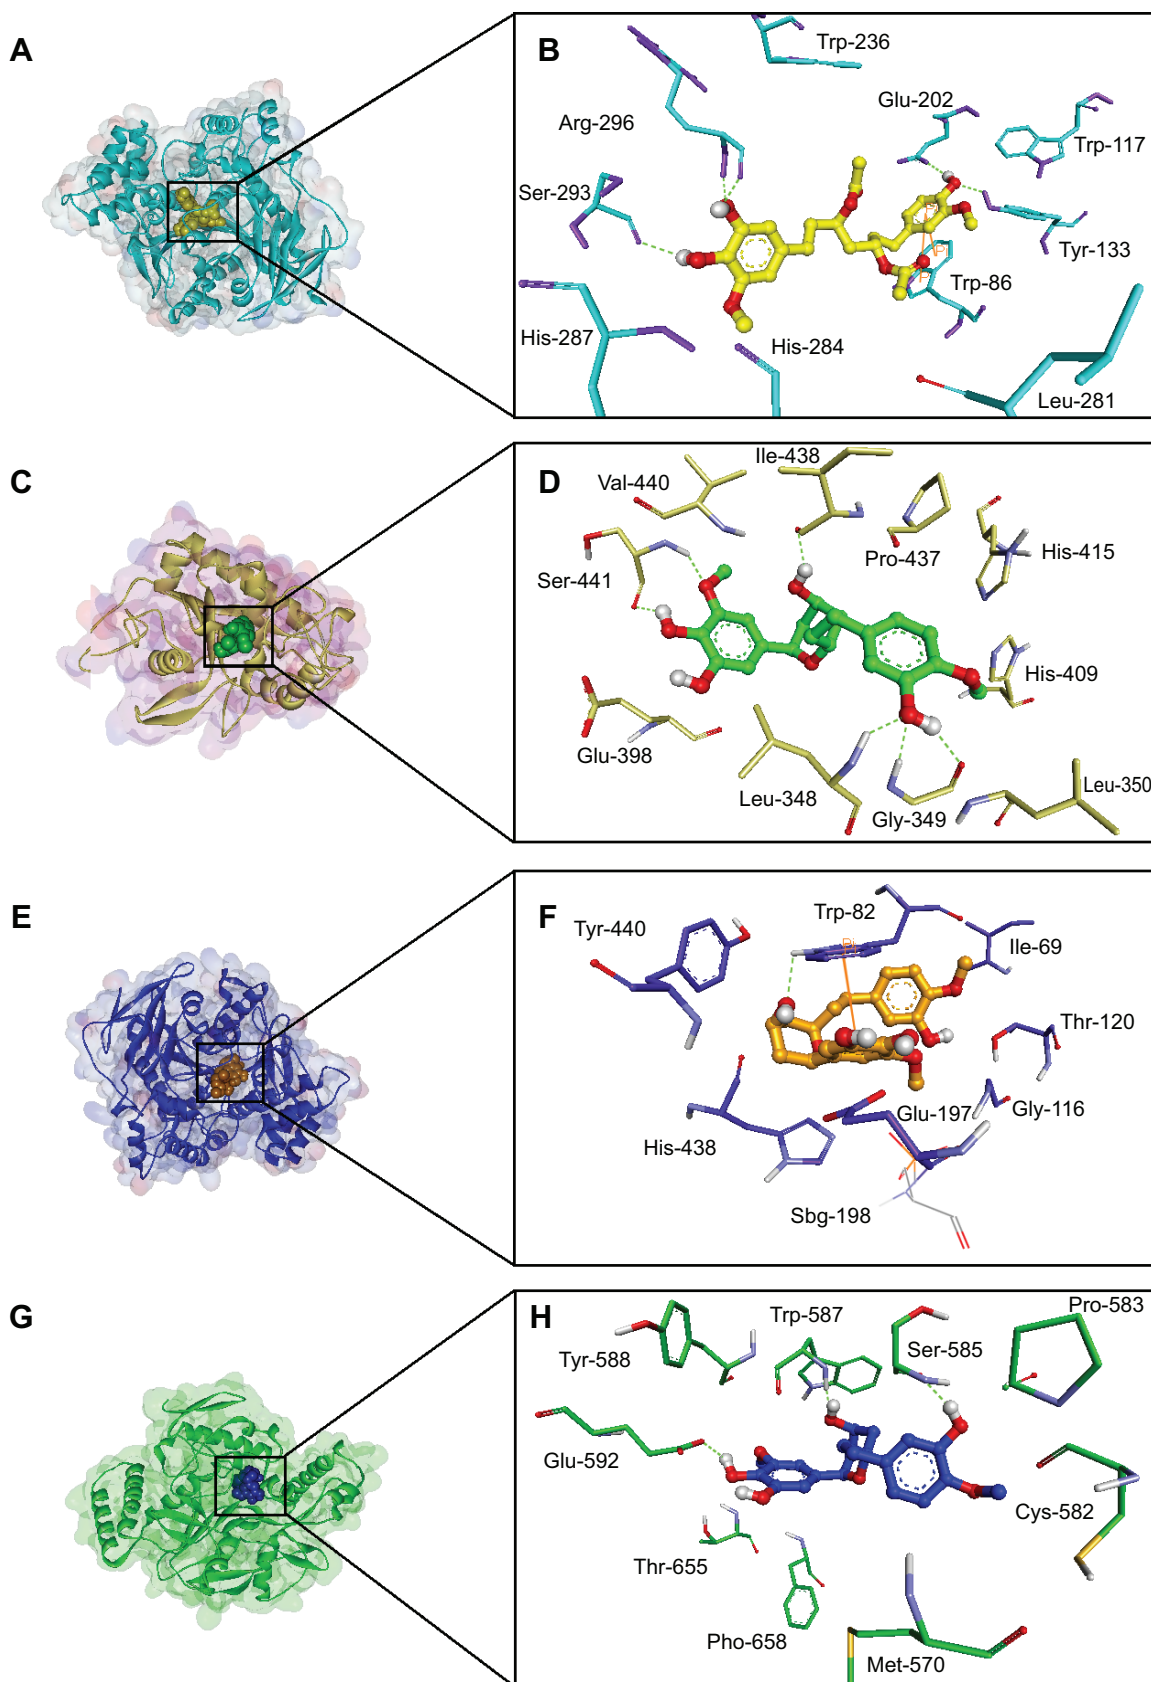 A
B
Trp-236
Glu-202
Trp-117
Arg-296
Ser-293
Tyr-133
Trp-86
His-287
His-284
Leu-281
C
D
Ile-438
Val-440
Pro-437
His-415
Ser-441
His-409
Glu-398
Leu-348
Gly-349
Leu-350
E
F
Trp-82
Tyr-440
Ile-69
Thr-120
Glu-197
Gly-116
His-438
Sbg-198
G
H
Trp-587
Pro-583
Tyr-588
Ser-585
Glu-592
Cys-582
Thr-655
Pho-658
Met-570